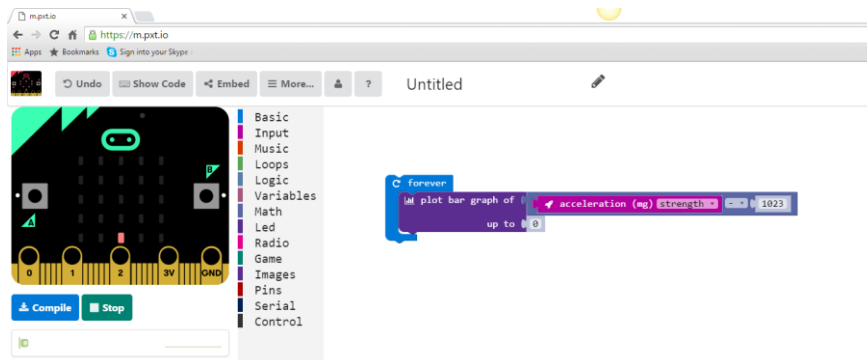 m.pxt.io
https://m.pxt.io
Apps Bookmarks Sign into your Skype
Undo Show Code Embed More... ? Untitled
Basic
Input
Music
Loops
Logic
Variables
Math
Led
Radio
Game
Images
Pins
Serial
Control
A
B
0 1 2 3V GND
Compile Stop
forever
plot bar graph of acceleration (mg) strength - 1023
up to 0